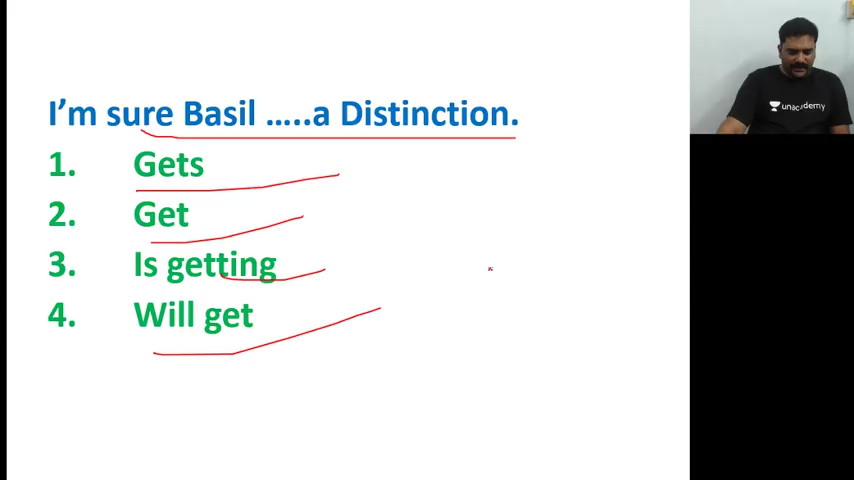 I'm sure Basil …..a Distinction.
1. Gets
2. Get
3. Is getting
4. Will get
unacademy